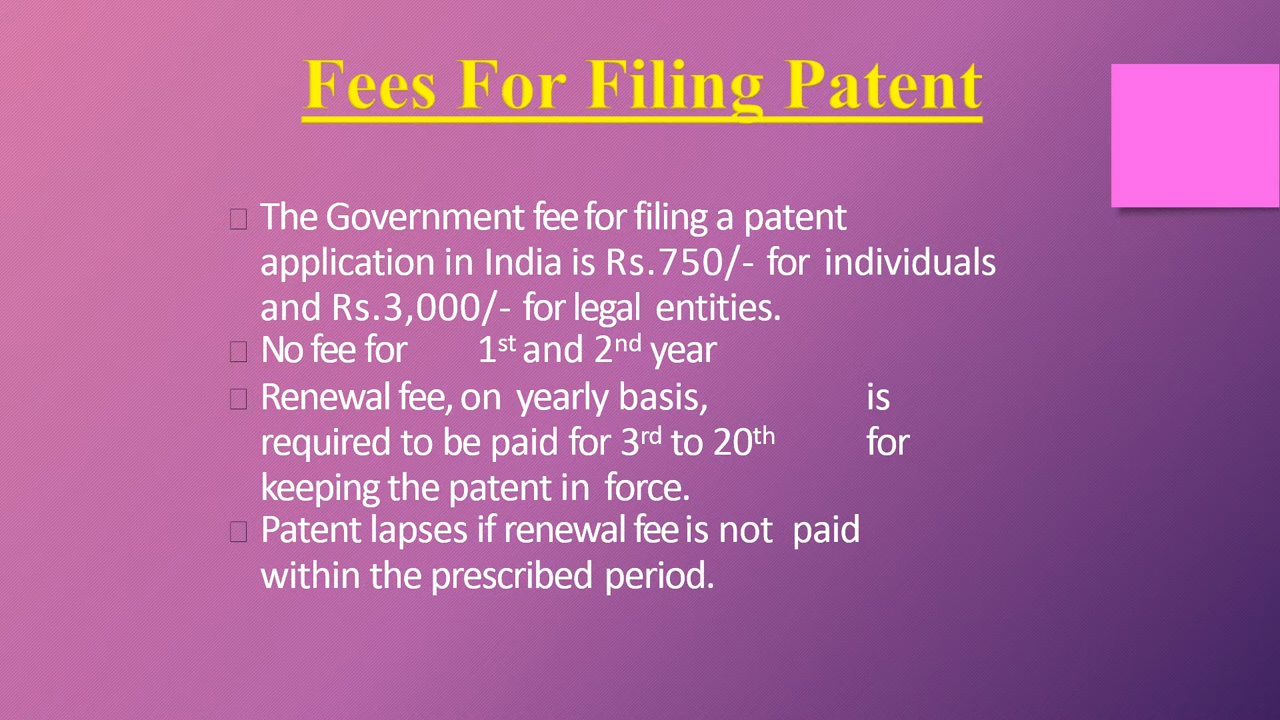 Fees For Filing Patent
The Government fee for filing a patent
application in India is Rs.750/- for individuals
and Rs.3,000/- for legal entities.
No fee for 1st and 2nd year
Renewal fee, on yearly basis, is
required to be paid for 3rd to 20th for
keeping the patent in force.
Patent lapses if renewal fee is not paid
within the prescribed period.